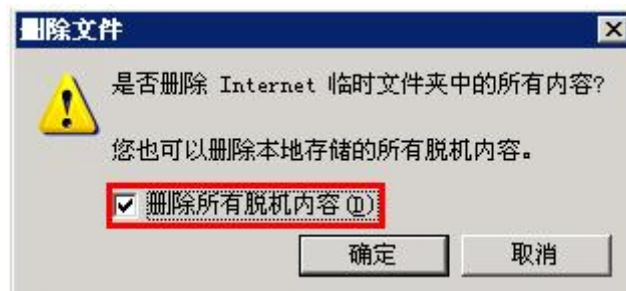 删除文件
是否删除 Internet 临时文件夹中的所有内容?
您也可以删除本地存储的所有脱机内容。
删除所有脱机内容(D)
确定 取消